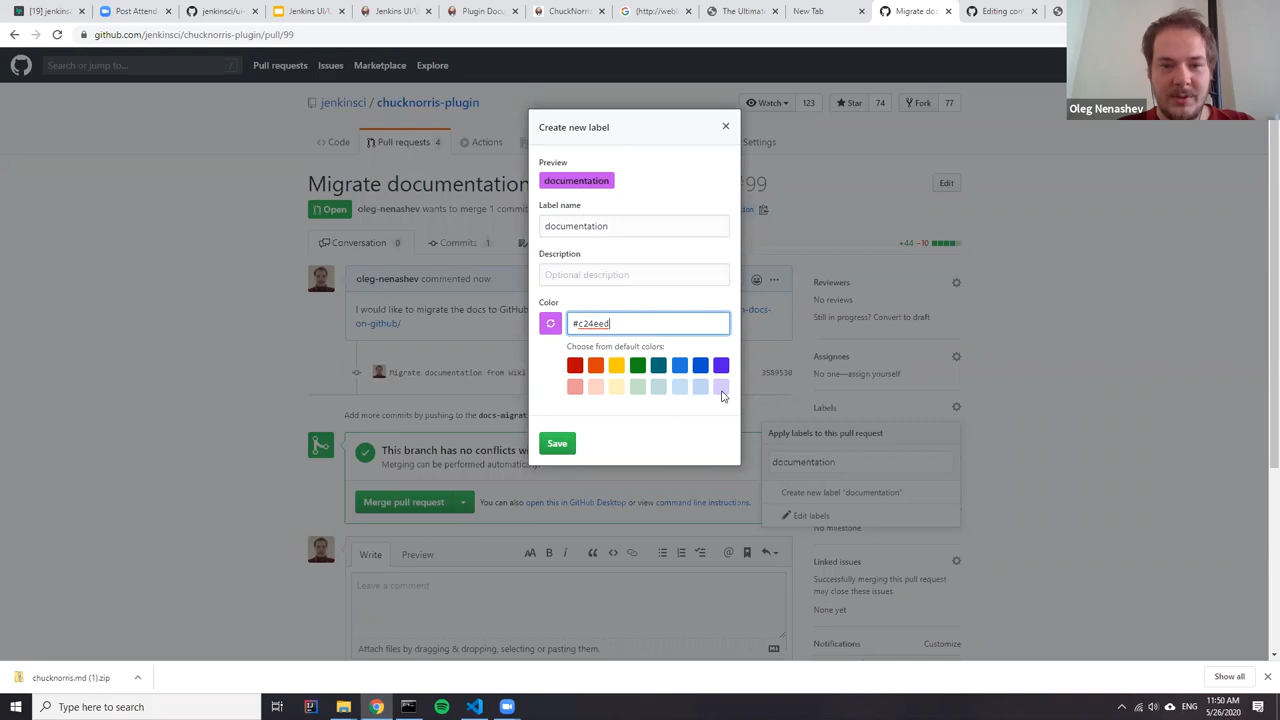 [19] jenkins
Post Attend
jenkinsci/ui
Jenkins UI/
Jenkins UI/
Plugin Doc
ChuckNorri
(http://webl
The Ultima
New Tab
Migrate do
Editing con
github.com/jenkinsci/chucknorris-plugin/pull/99
Oleg Nenashev
Search or jump to...
/
Pull requests
Issues
Marketplace
Explore
jenkinsci / chucknorris-plugin
Watch
123
Star
74
Fork
77
Code
Pull requests 4
Actions
Settings
Migrate documentation
#99
Edit
Open
oleg-nenashev wants to merge 1 commit
Conversation 0
Commits 1
+44 −10
oleg-nenashev commented now
I would like to migrate the docs to GitHub
on-github/
-docs-
Migrate documentation from Wiki
3589530
Add more commits by pushing to the docs-migrat
This branch has no conflicts w
Merging can be performed automatically.
Merge pull request
You can also open this in GitHub Desktop or view command line instructions.
Write
Preview
Leave a comment
Attach files by dragging & dropping, selecting or pasting them.
Create new label
Preview
documentation
Label name
documentation
Description
Optional description
Color
#c24eed
Choose from default colors:
Save
Reviewers
No reviews
Still in progress? Convert to draft
Assignees
No one—assign yourself
Labels
Apply labels to this pull request
documentation
Create new label "documentation"
Edit labels
No milestone
Linked issues
Successfully merging this pull request
may close these issues.
None yet
Notifications
Customize
chucknorris.md (1).zip
Show all
Type here to search
ENG
11:50 AM
5/26/2020